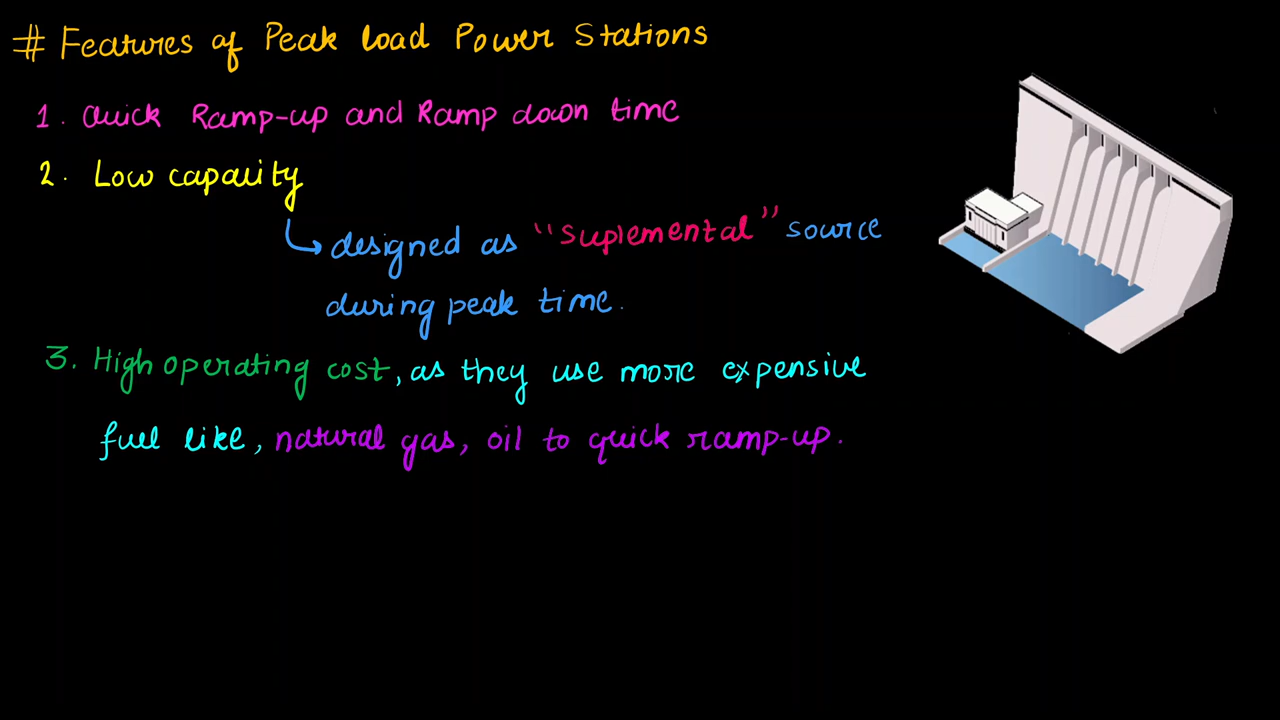 # Features of Peak load Power Stations
1. Quick Ramp-up and Ramp down time
2. Low capacity
designed as "suplemental" source
during peak time.
3. High operating cost, as they use more expensive
fuel like, natural gas, oil to quick ramp-up.